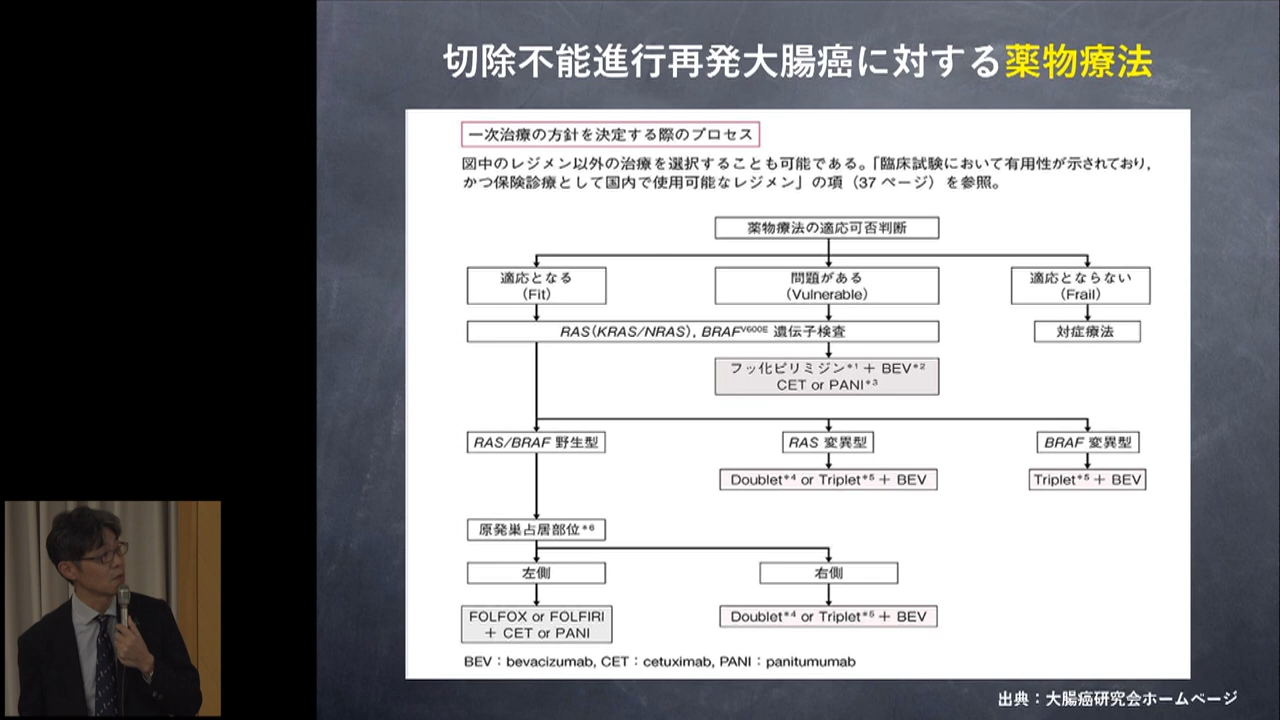 切除不能進行再発大腸癌に対する薬物療法
一次治療の方針を決定する際のプロセス
図中のレジメン以外の治療を選択することも可能である。「臨床試験において有用性が示されており，
かつ保険診療として国内で使用可能なレジメン」の項（37 ページ）を参照。
薬物療法の適応可否判断
適応となる
（Fit）
問題がある
（Vulnerable）
適応とならない
（Frail）
RAS（KRAS/NRAS），BRAFV600E 遺伝子検査
対症療法
フッ化ピリミジン*1 + BEV*2
CET or PANI*3
RAS/BRAF 野生型
RAS 変異型
BRAF 変異型
Doublet*4 or Triplet*5 + BEV
Triplet*5 + BEV
原発巣占居部位*6
左側
右側
FOLFOX or FOLFIRI
+ CET or PANI
Doublet*4 or Triplet*5 + BEV
BEV：bevacizumab, CET：cetuximab, PANI：panitumumab
出典：大腸癌研究会ホームページ